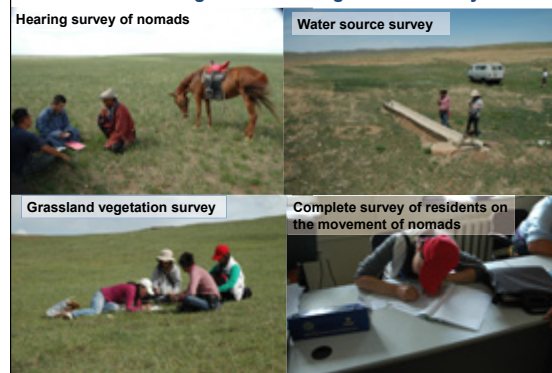 Hearing survey of nomads
Water source survey
Grassland vegetation survey
Complete survey of residents on
the movement of nomads